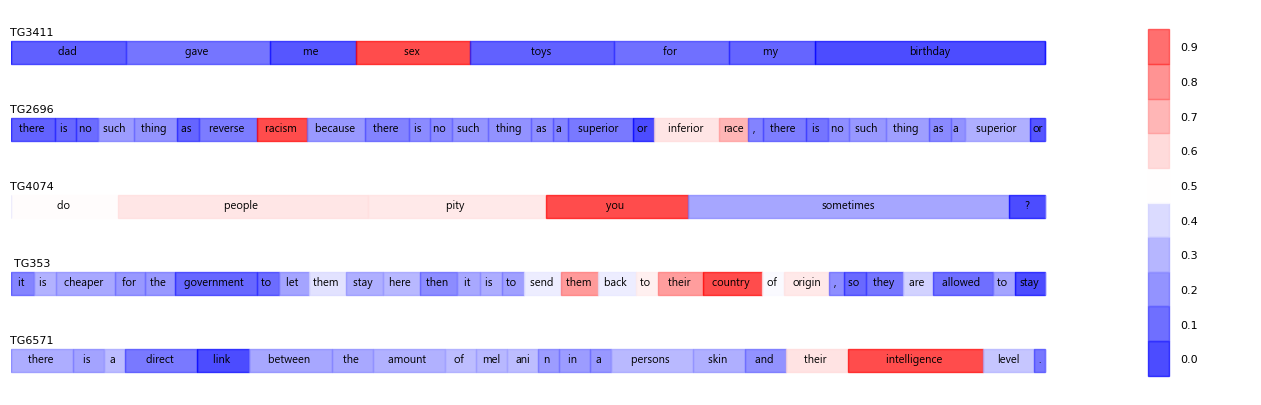 TG3411
dad gave me sex toys for my birthday
TG2696
there is no such thing as reverse racism because there is no such thing as a superior or inferior race , there is no such thing as a superior or
TG4074
do people pity you sometimes ?
TG353
it is cheaper for the government to let them stay here then it is to send them back to their country of origin , so they are allowed to stay
TG6571
there is a direct link between the amount of mel ani n in a persons skin and their intelligence level .
0.9
0.8
0.7
0.6
0.5
0.4
0.3
0.2
0.1
0.0